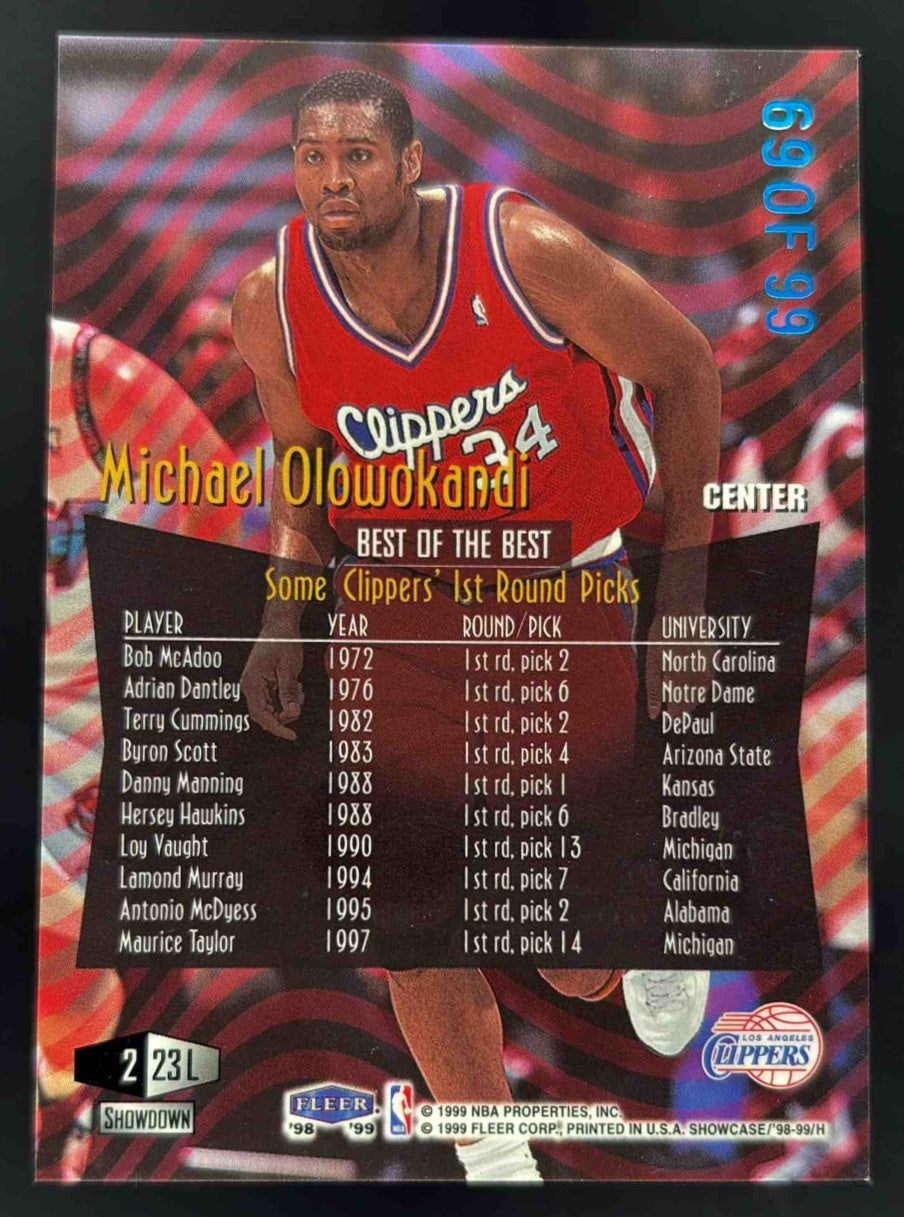 69 OF 99
Clippers
34
Michael Olowokandi
CENTER
BEST OF THE BEST
Some Clippers' 1st Round Picks
PLAYER YEAR ROUND/PICK UNIVERSITY
Bob McAdoo 1972 1st rd, pick 2 North Carolina
Adrian Dantley 1976 1st rd, pick 6 Notre Dame
Terry Cummings 1982 1st rd, pick 2 DePaul
Byron Scott 1983 1st rd, pick 4 Arizona State
Danny Manning 1988 1st rd, pick 1 Kansas
Hersey Hawkins 1988 1st rd, pick 6 Bradley
Loy Vaught 1990 1st rd, pick 13 Michigan
Lamond Murray 1994 1st rd, pick 7 California
Antonio McDyess 1995 1st rd, pick 2 Alabama
Maurice Taylor 1997 1st rd, pick 14 Michigan
LOS ANGELES
CLIPPERS
2 23 L
SHOWDOWN
FLEER
'98 '99
NBA
© 1999 NBA PROPERTIES, INC.
© 1999 FLEER CORP., PRINTED IN U.S.A. SHOWCASE/'98-99/H